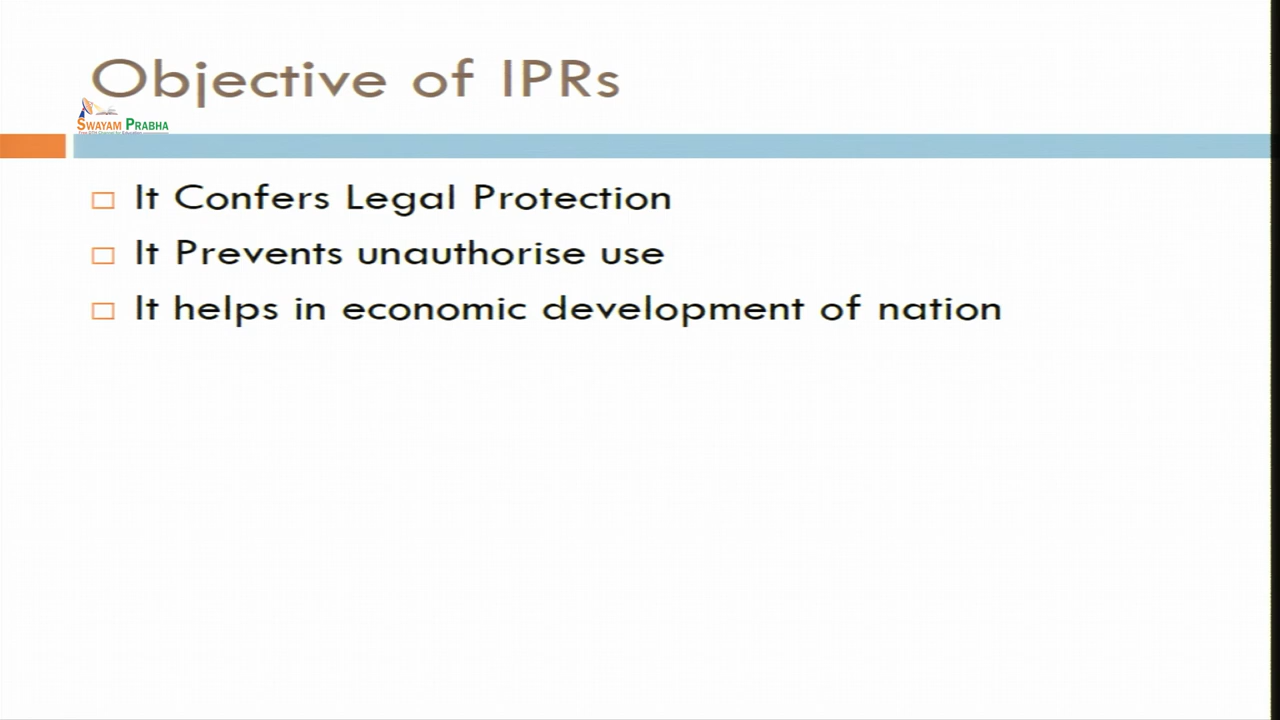 Objective of IPRs
SWAYAM PRABHA
It Confers Legal Protection
It Prevents unauthorise use
It helps in economic development of nation